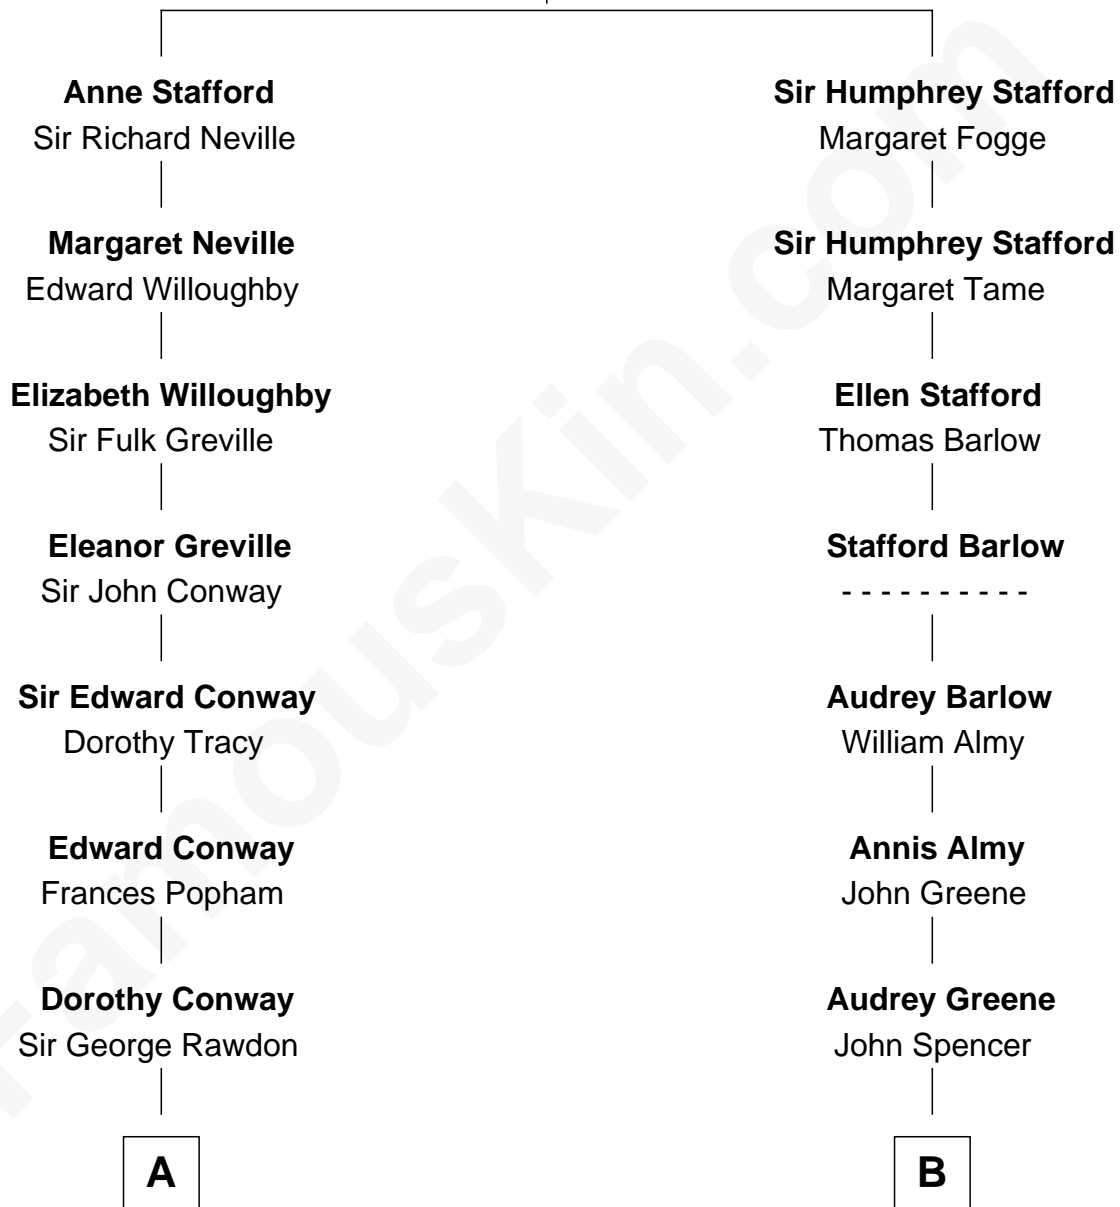 Anne Stafford
Sir Richard Neville
Margaret Neville
Edward Willoughby
Elizabeth Willoughby
Sir Fulk Greville
Eleanor Greville
Sir John Conway
Sir Edward Conway
Dorothy Tracy
Edward Conway
Frances Popham
Dorothy Conway
Sir George Rawdon
A
Sir Humphrey Stafford
Margaret Fogge
Sir Humphrey Stafford
Margaret Tame
Ellen Stafford
Thomas Barlow
Stafford Barlow
- - - - - - - - - -
Audrey Barlow
William Almy
Annis Almy
John Greene
Audrey Greene
John Spencer
B
FamousKin.com